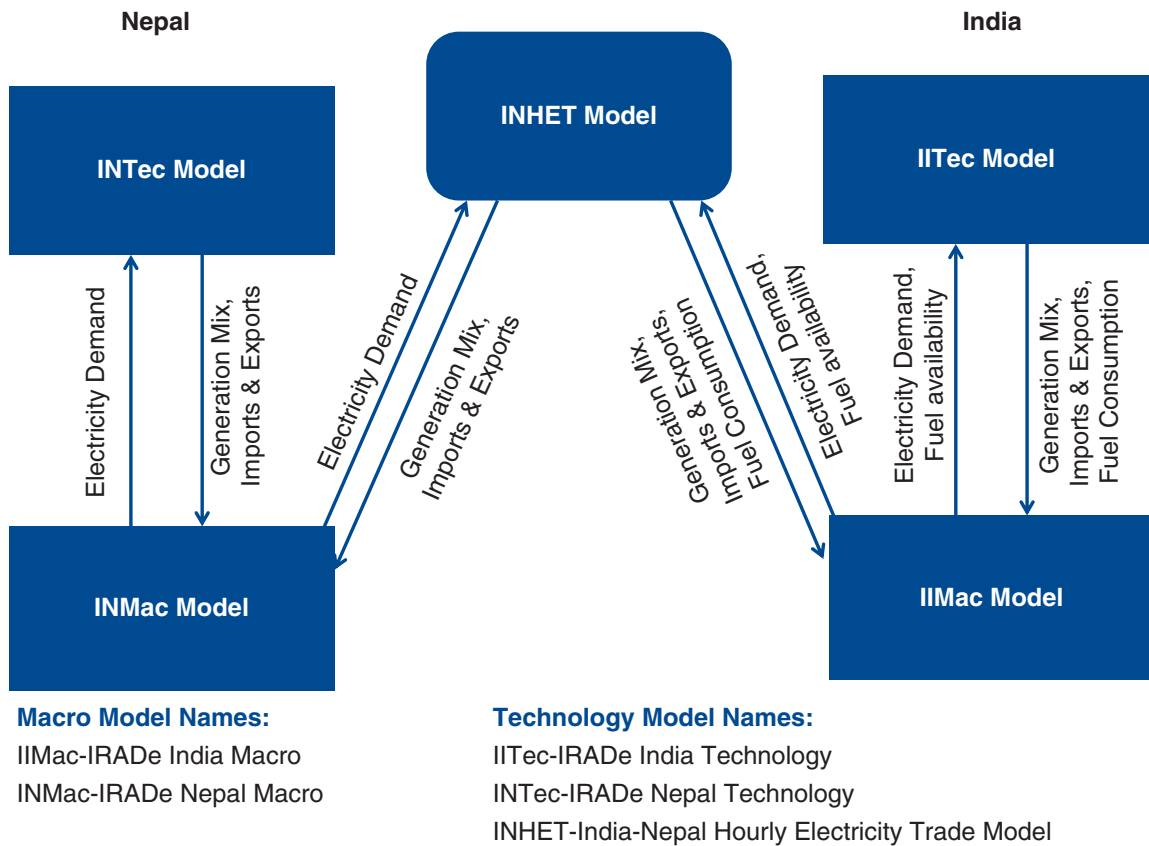 Nepal
India
INHET Model
INTec Model
IITec Model
Electricity Demand
Generation Mix,
Imports & Exports
Electricity Demand
Generation Mix,
Imports & Exports
Generation Mix,
Imports & Exports,
Fuel Consumption
Electricity Demand,
Fuel availability
Electricity Demand,
Fuel availability
Generation Mix,
Imports & Exports,
Fuel Consumption
INMac Model
IIMac Model
Macro Model Names:
IIMac-IRADe India Macro
INMac-IRADe Nepal Macro
Technology Model Names:
IITec-IRADe India Technology
INTec-IRADe Nepal Technology
INHET-India-Nepal Hourly Electricity Trade Model